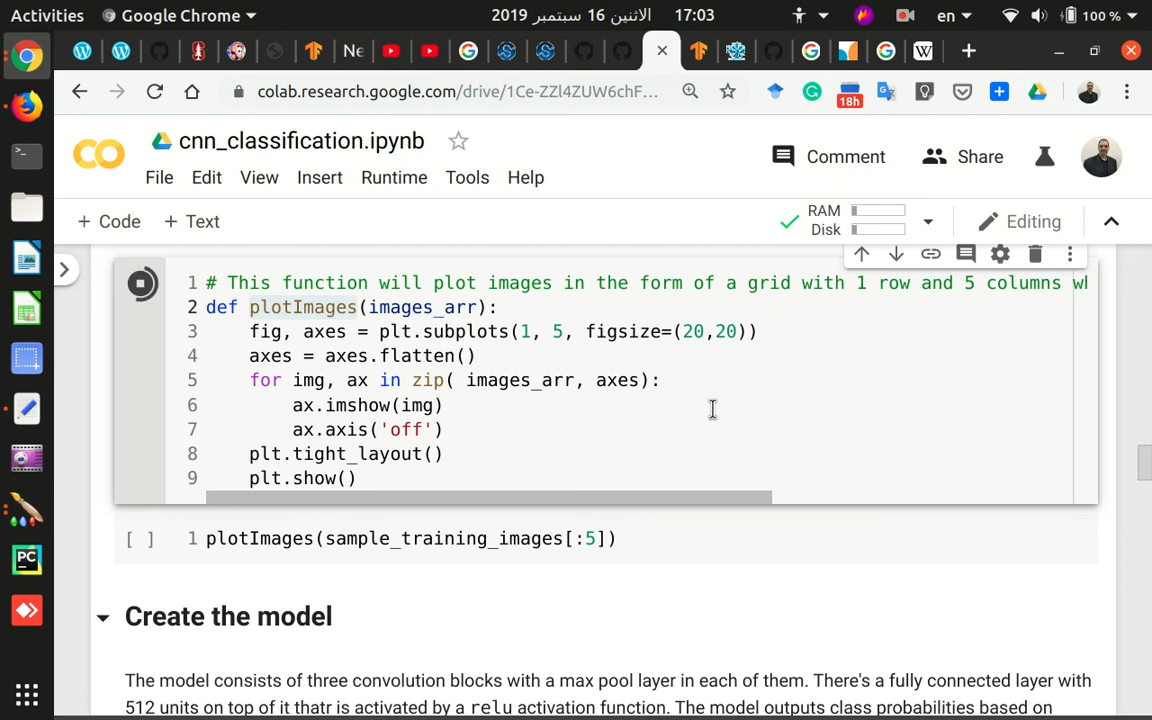 Activities Google Chrome الاثنين 16 سبتمبر 2019 17:03 en 100 %
Ne
colab.research.google.com/drive/1Ce-ZZl4ZUW6chF... 18h
cnn_classification.ipynb
Comment Share
File Edit View Insert Runtime Tools Help
+ Code + Text RAM Disk Editing
1 # This function will plot images in the form of a grid with 1 row and 5 columns wh
2 def plotImages(images_arr):
3 fig, axes = plt.subplots(1, 5, figsize=(20,20))
4 axes = axes.flatten()
5 for img, ax in zip( images_arr, axes):
6 ax.imshow(img)
7 ax.axis('off')
8 plt.tight_layout()
9 plt.show()
[ ] 1 plotImages(sample_training_images[:5])
Create the model
The model consists of three convolution blocks with a max pool layer in each of them. There's a fully connected layer with
512 units on top of it thatr is activated by a relu activation function. The model outputs class probabilities based on